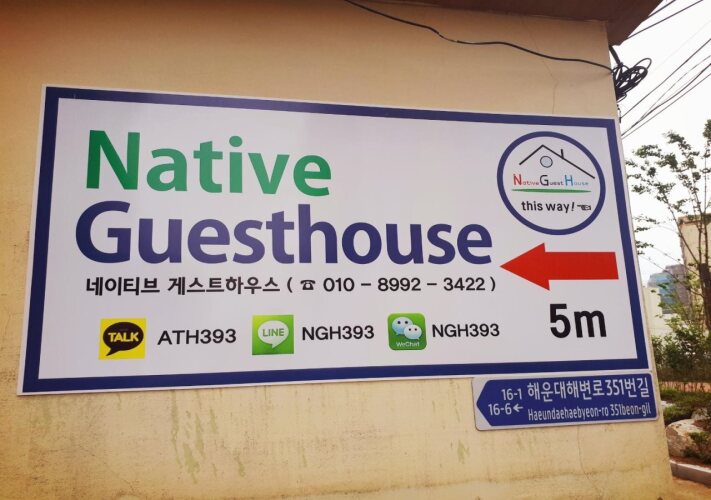 Native
Guesthouse
네이티브 게스트하우스 ( ☎ 010 - 8992 - 3422 )
TALK ATH393 LINE NGH393 WeChat NGH393
Native Guest House
this way! ☜
5m
16-1 해운대해변로351번길
16-6← Haeundaehaebyeon-ro 351beon-gil